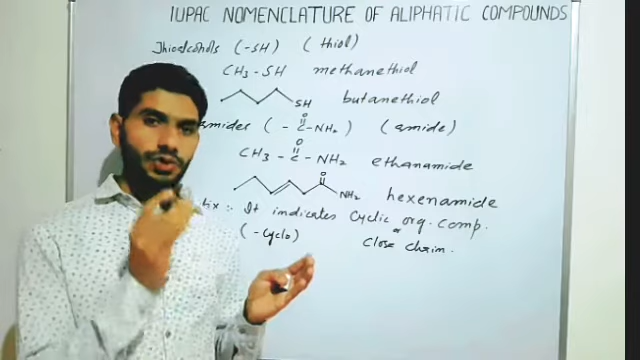 IUPAC NOMENCLATURE OF ALIPHATIC COMPOUNDS
Thioalcohols (-SH) (thiol)
CH3-SH methanethiol
SH butanethiol
amides (-C-NH2) (amide)
O
CH3-C-NH2 ethanamide
O
O
NH2 hexenamide
:- It indicates cyclic org. comp.
or
(-cyclo) close chain.